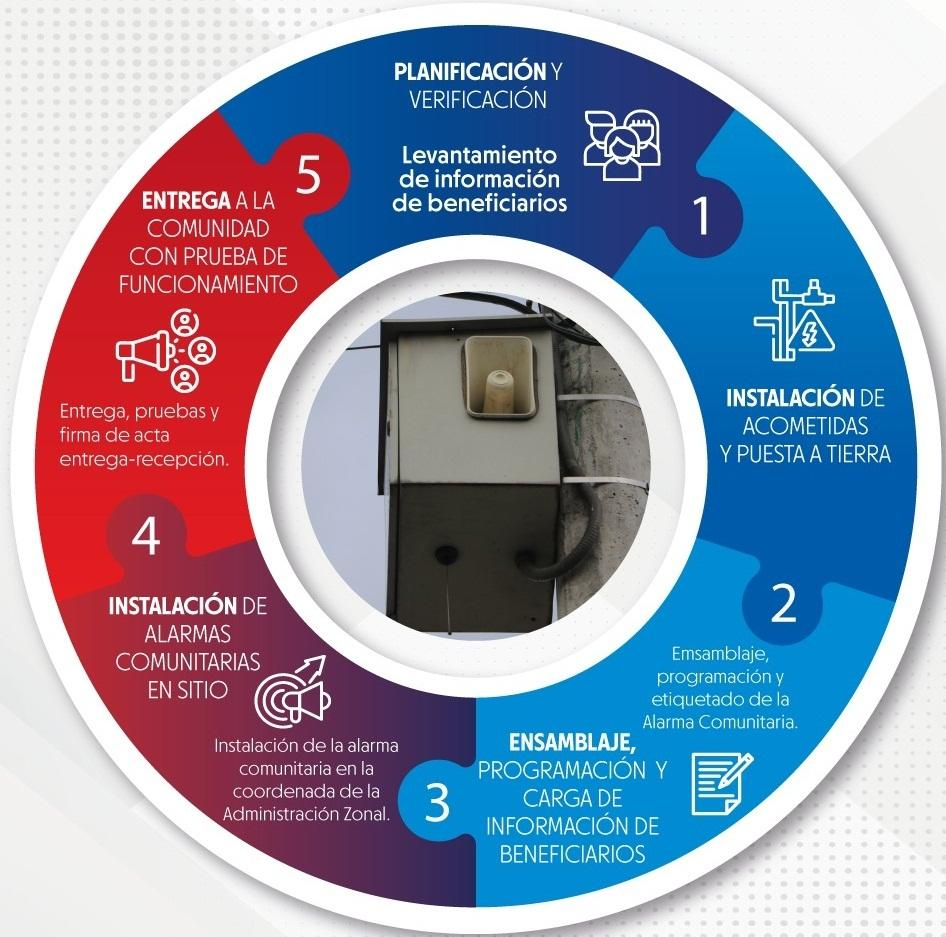 PLANIFICACIÓN Y
VERIFICACIÓN
Levantamiento
de información
de beneficiarios
1
INSTALACIÓN DE
ACOMETIDAS
Y PUESTA A TIERRA
2
Emsamblaje,
programación y
etiquetado de la
Alarma Comunitaria.
ENSAMBLAJE,
PROGRAMACIÓN Y
CARGA DE
INFORMACIÓN DE
BENEFICIARIOS
3
INSTALACIÓN DE
ALARMAS
COMUNITARIAS
EN SITIO
Instalación de la alarma
comunitaria en la
coordenada de la
Administración Zonal.
4
ENTREGA A LA
COMUNIDAD
CON PRUEBA DE
FUNCIONAMIENTO
Entrega, pruebas y
firma de acta
entrega-recepción.
5